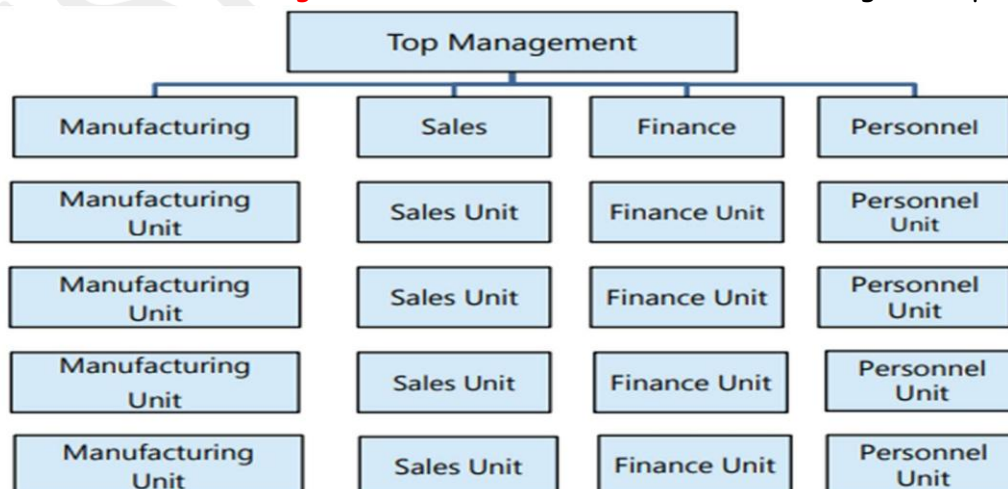 Top Management
Manufacturing
Sales
Finance
Personnel
Manufacturing
Unit
Sales Unit
Finance Unit
Personnel
Unit
Manufacturing
Unit
Sales Unit
Finance Unit
Personnel
Unit
Manufacturing
Unit
Sales Unit
Finance Unit
Personnel
Unit
Manufacturing
Unit
Sales Unit
Finance Unit
Personnel
Unit